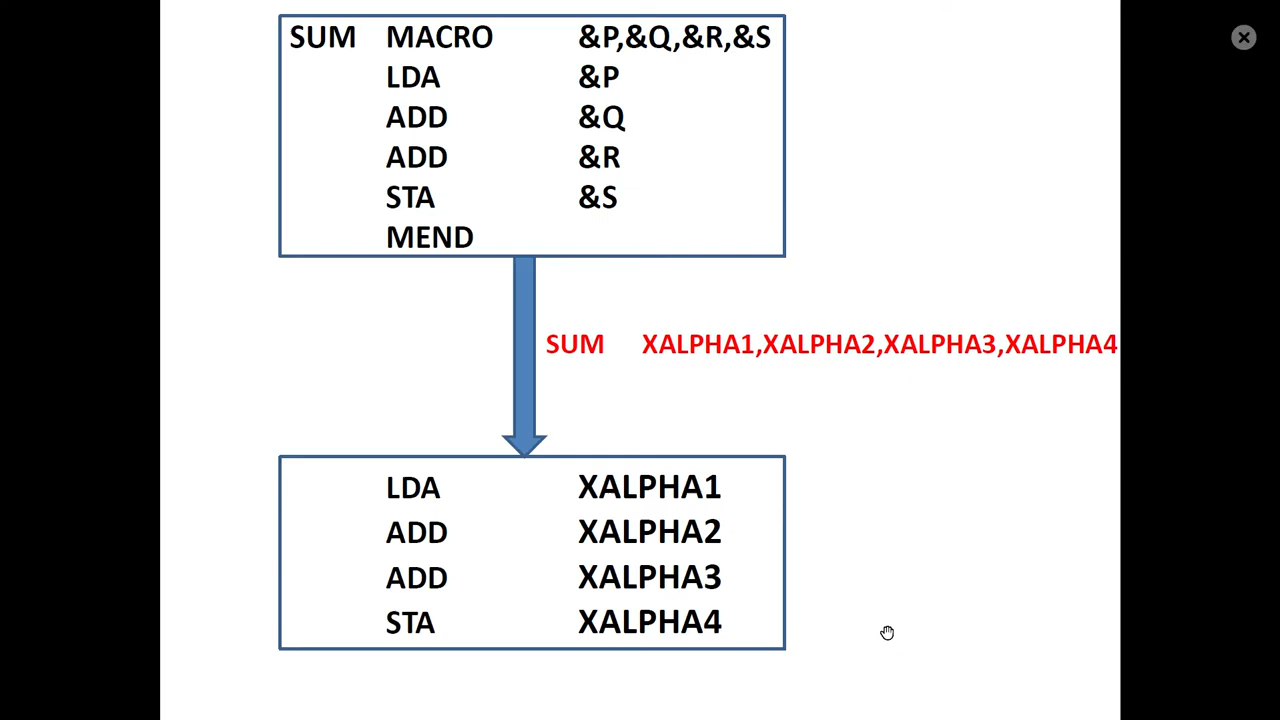 SUM MACRO &P,&Q,&R,&S
LDA &P
ADD &Q
ADD &R
STA &S
MEND
SUM XALPHA1,XALPHA2,XALPHA3,XALPHA4
LDA XALPHA1
ADD XALPHA2
ADD XALPHA3
STA XALPHA4